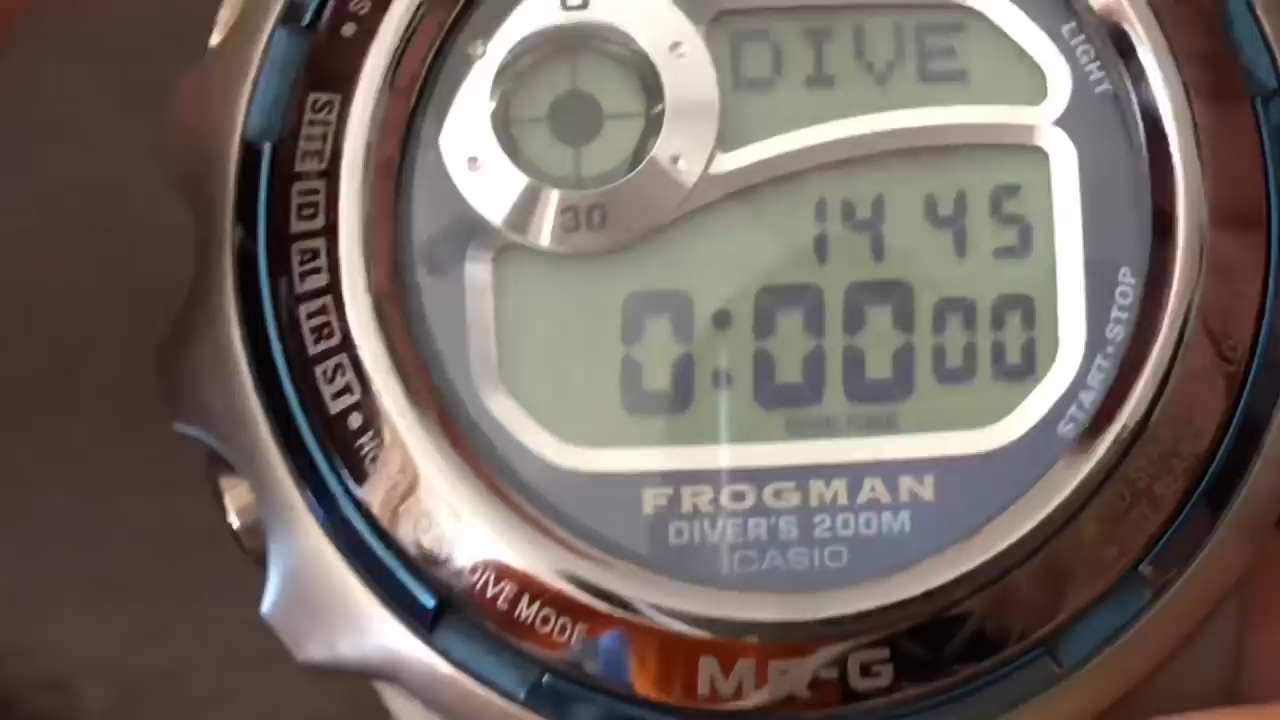 DIVE
LIGHT
SITE ID AL TR ST
30
14 45
0:00 00
START•STOP
FROGMAN
DIVER'S 200M
CASIO
DIVE MODE
MR-G